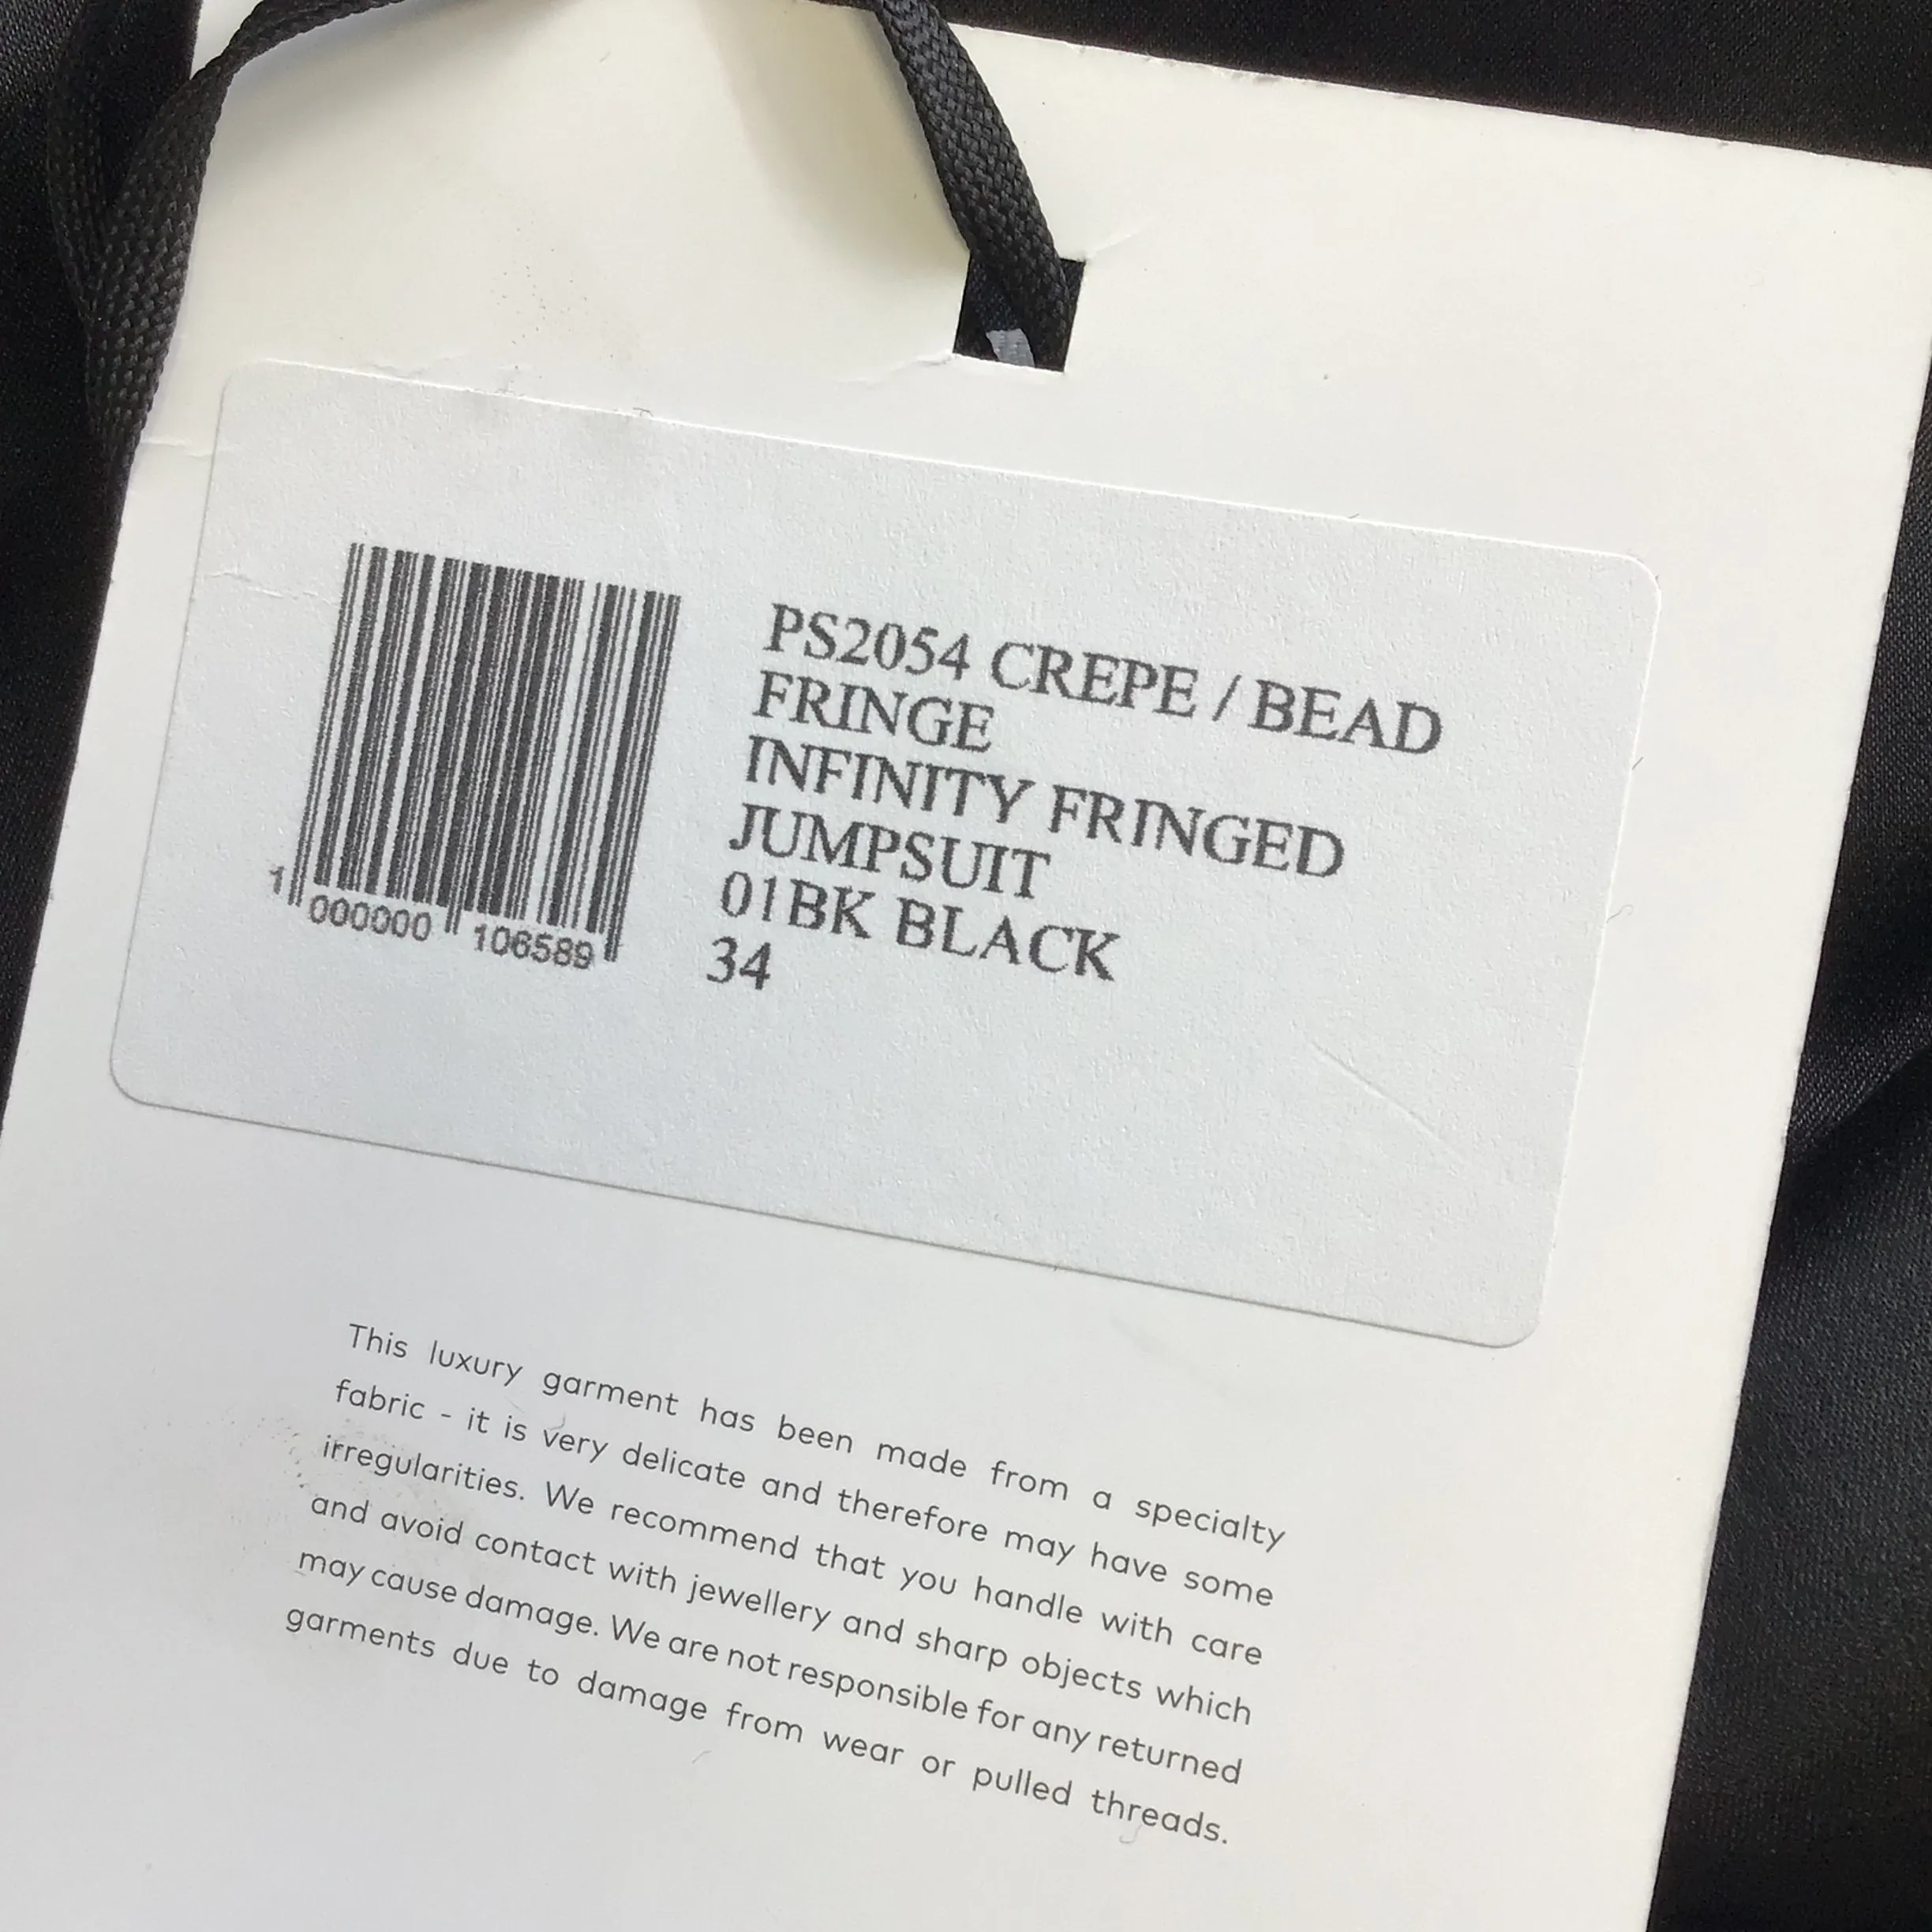 PS2054 CREPE / BEAD
FRINGE
INFINITY FRINGED
JUMPSUIT
01BK BLACK
34
1 000000 106589
This luxury garment has been made from a specialty
fabric - it is very delicate and therefore may have some
irregularities. We recommend that you handle with care
and avoid contact with jewellery and sharp objects which
may cause damage. We are not responsible for any returned
garments due to damage from wear or pulled threads.